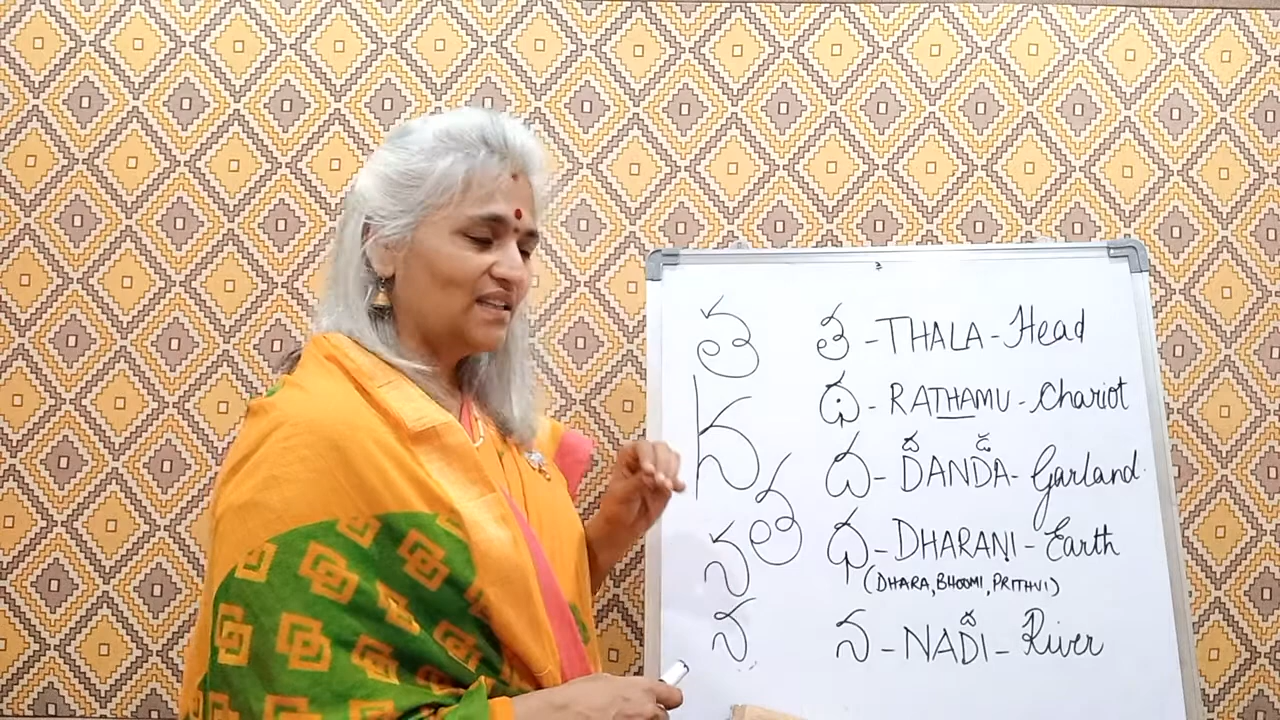 త త - THALA - Head
థ - RATHAMU - Chariot
న ద - DANDA - Garland
ద డ
త ధ - DHARANI - Earth
న (DHARA, BHOOMI, PRITHVI)
ద
న న - NADI - River